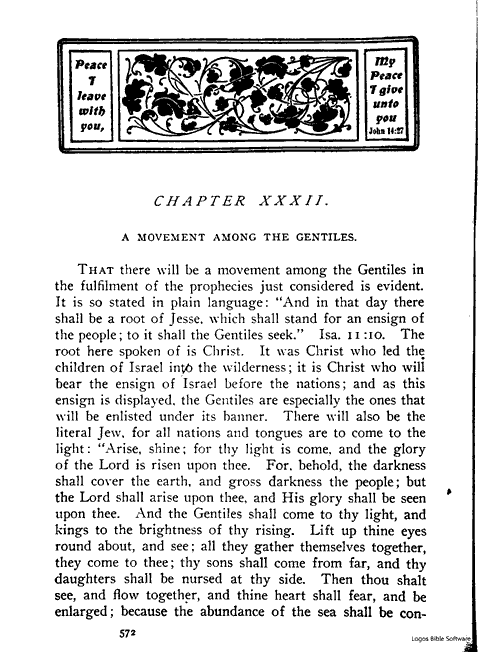 Peace
I
leave
with
you,
My
Peace
I give
unto
you
John 14:27
CHAPTER XXXII.
A MOVEMENT AMONG THE GENTILES.
THAT there will be a movement among the Gentiles in
the fulfilment of the prophecies just considered is evident.
It is so stated in plain language: "And in that day there
shall be a root of Jesse, which shall stand for an ensign of
the people; to it shall the Gentiles seek." Isa. 11:10. The
root here spoken of is Christ. It was Christ who led the
children of Israel into the wilderness; it is Christ who will
bear the ensign of Israel before the nations; and as this
ensign is displayed, the Gentiles are especially the ones that
will be enlisted under its banner. There will also be the
literal Jew, for all nations and tongues are to come to the
light: "Arise, shine; for thy light is come, and the glory
of the Lord is risen upon thee. For, behold, the darkness
shall cover the earth, and gross darkness the people; but
the Lord shall arise upon thee, and His glory shall be seen
upon thee. And the Gentiles shall come to thy light, and
kings to the brightness of thy rising. Lift up thine eyes
round about, and see; all they gather themselves together,
they come to thee; thy sons shall come from far, and thy
daughters shall be nursed at thy side. Then thou shalt
see, and flow together, and thine heart shall fear, and be
enlarged; because the abundance of the sea shall be con-
572
Logos Bible Software